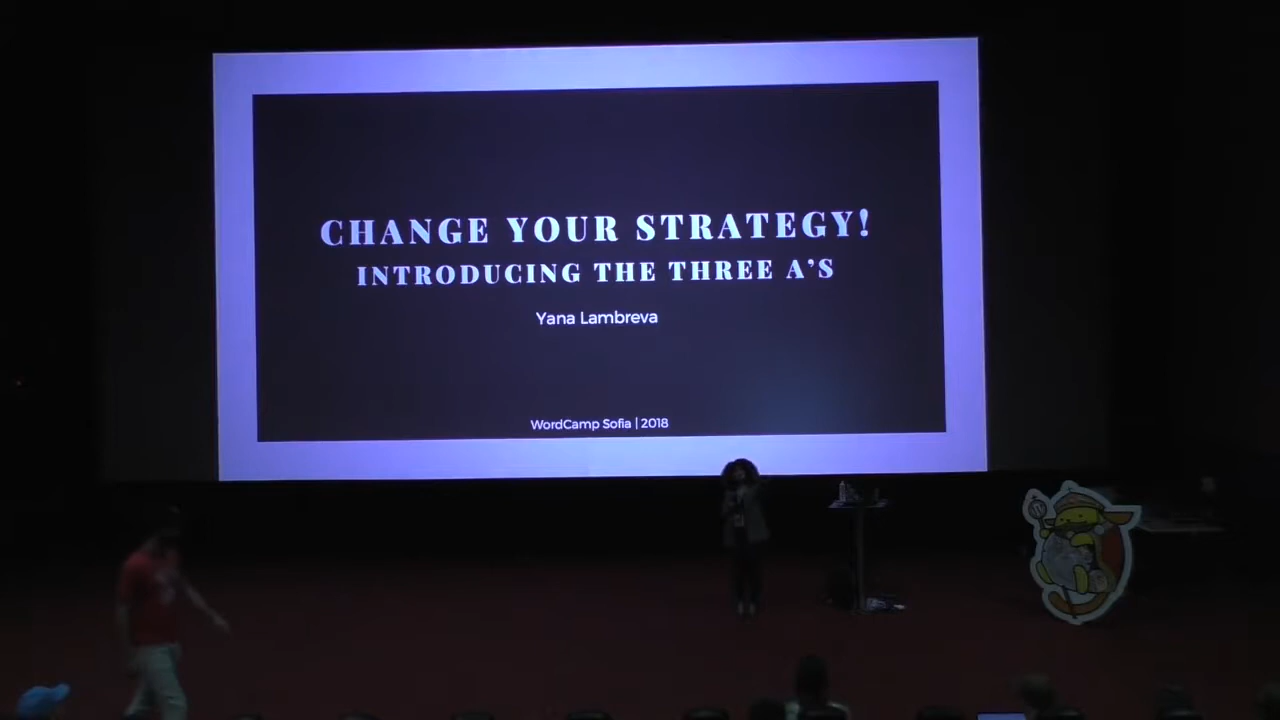 CHANGE YOUR STRATEGY!
INTRODUCING THE THREE A'S
Yana Lambreva
WordCamp Sofia | 2018